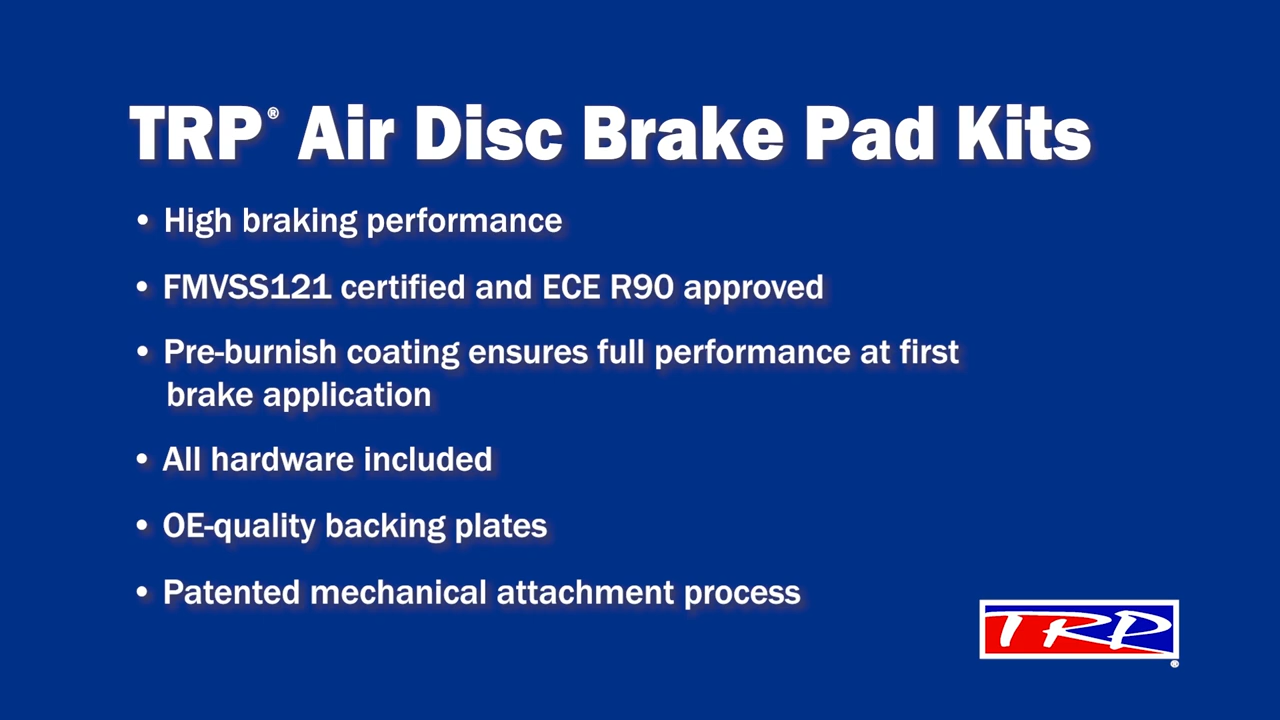 TRP® Air Disc Brake Pad Kits
• High braking performance
• FMVSS121 certified and ECE R90 approved
• Pre-burnish coating ensures full performance at first
brake application
• All hardware included
• OE-quality backing plates
• Patented mechanical attachment process
TRP®